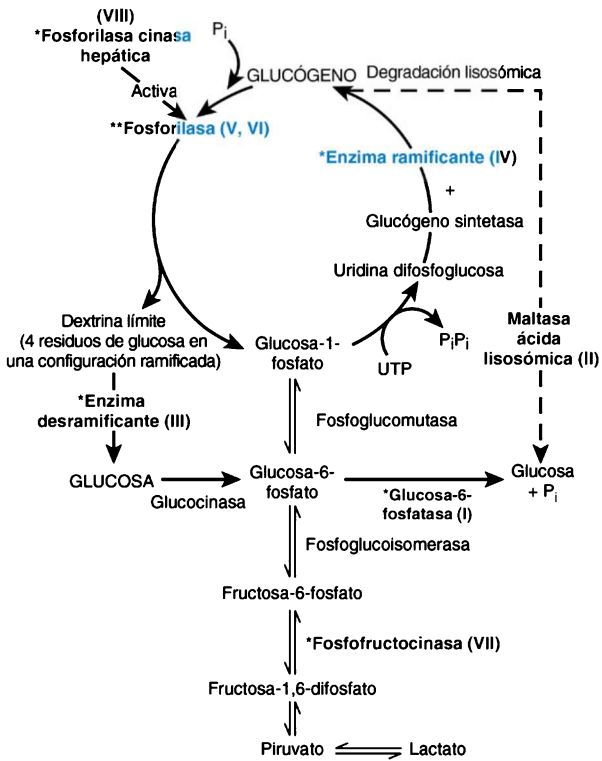 (VIII)
*Fosforilasa cinasa
hepática
P i
GLUCÓGENO
Degradación lisosómica
Activa
**Fosforilasa (V, VI)
*Enzima ramificante (IV)
+
Glucógeno sintetasa
Uridina difosfoglucosa
Dextrina límite
(4 residuos de glucosa en
una configuración ramificada)
Glucosa-1-
fosfato
UTP
PiPi
Maltasa
ácida
lisosómica (II)
*Enzima
desramificante (III)
Fosfoglucomutasa
GLUCOSA
Glucocinasa
Glucosa-6-
fosfato
*Glucosa-6-
fosfatasa (I)
Glucosa
+ Pi
Fosfoglucoisomerasa
Fructosa-6-fosfato
*Fosfofructocinasa (VII)
Fructosa-1,6-difosfato
Piruvato
Lactato